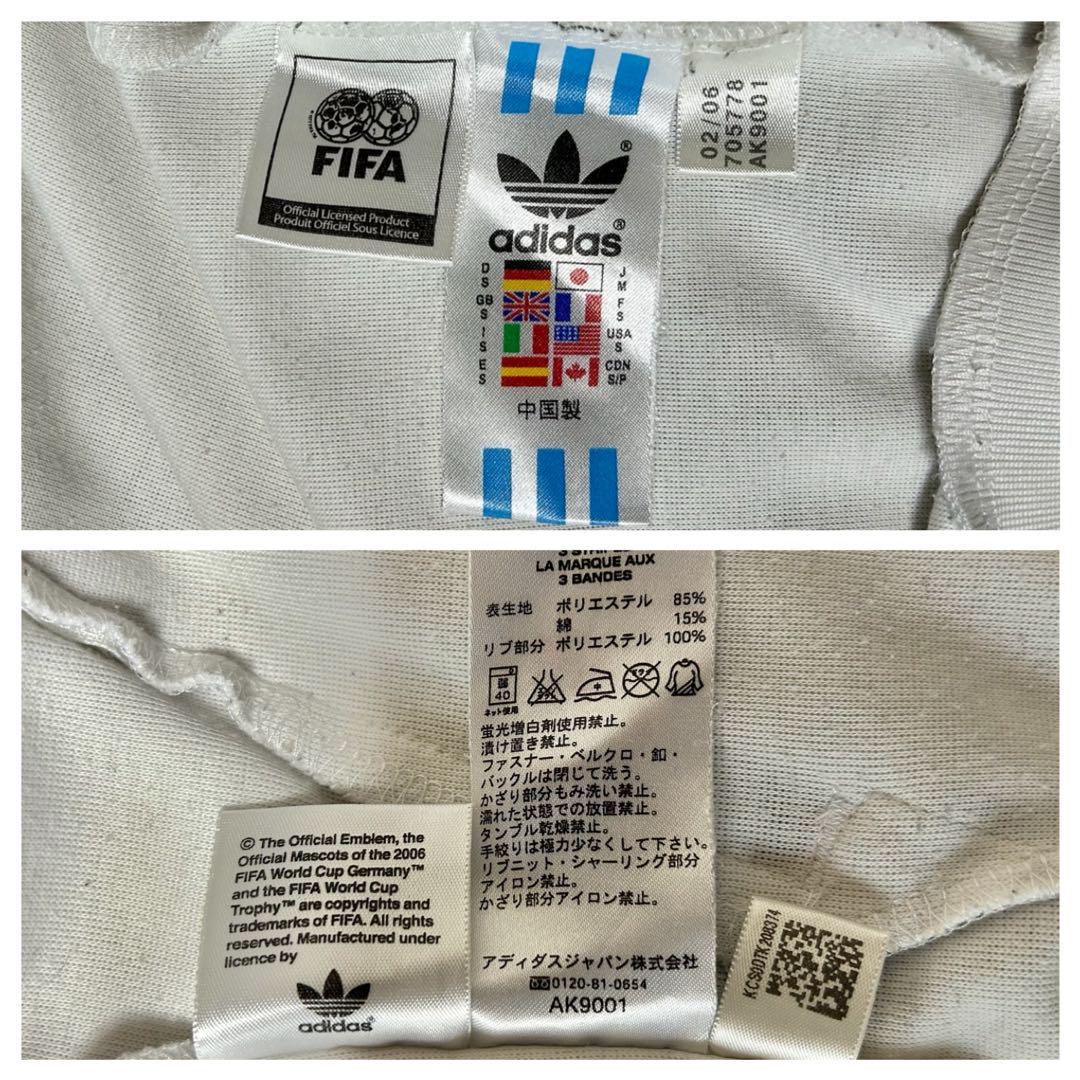 FIFA
Official Licensed Product
Produit Officiel Sous Licence
adidas
D
S
GB
S
I
S
E
S
J
M
F
S
USA
S
CDN
S/P
中国製
02/06
705778
AK9001
LA MARQUE AUX
3 BANDES
表生地 ポリエステル 85%
綿 15%
リブ部分 ポリエステル 100%
40
ネット使用
蛍光増白剤使用禁止。
漬け置き禁止。
ファスナー・ベルクロ・釦・
バックルは閉じて洗う。
かざり部分もみ洗い禁止。
濡れた状態での放置禁止。
タンブル乾燥禁止。
手絞りは極力少なくして下さい。
リブニット・シャーリング部分
アイロン禁止。
かざり部分アイロン禁止。
アディダスジャパン株式会社
0120-81-0654
AK9001
© The Official Emblem, the
Official Mascots of the 2006
FIFA World Cup Germany™
and the FIFA World Cup
Trophy™ are copyrights and
trademarks of FIFA. All rights
reserved. Manufactured under
licence by
adidas